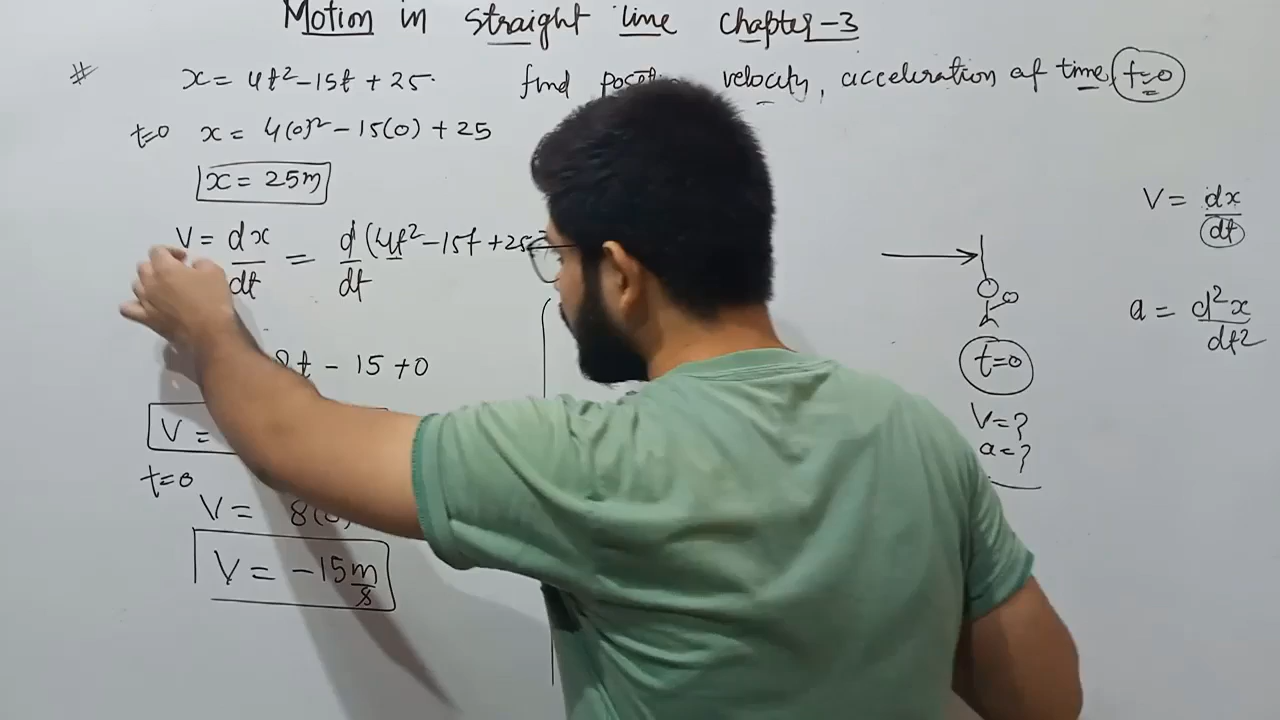 Motion in straight line chapter-3
# x = 4t² - 15t + 25. find velocity, acceleration at time t=0
t=0 x = 4(0)² - 15(0) + 25
x = 25m
V = dx/dt = d/dt (4t² - 15t + 25
8t - 15 + 0
V =
t=0
V = 8(0)
V = -15 m/s
t=0
V=?
a=?
V = dx/dt
a = d²x/dt²